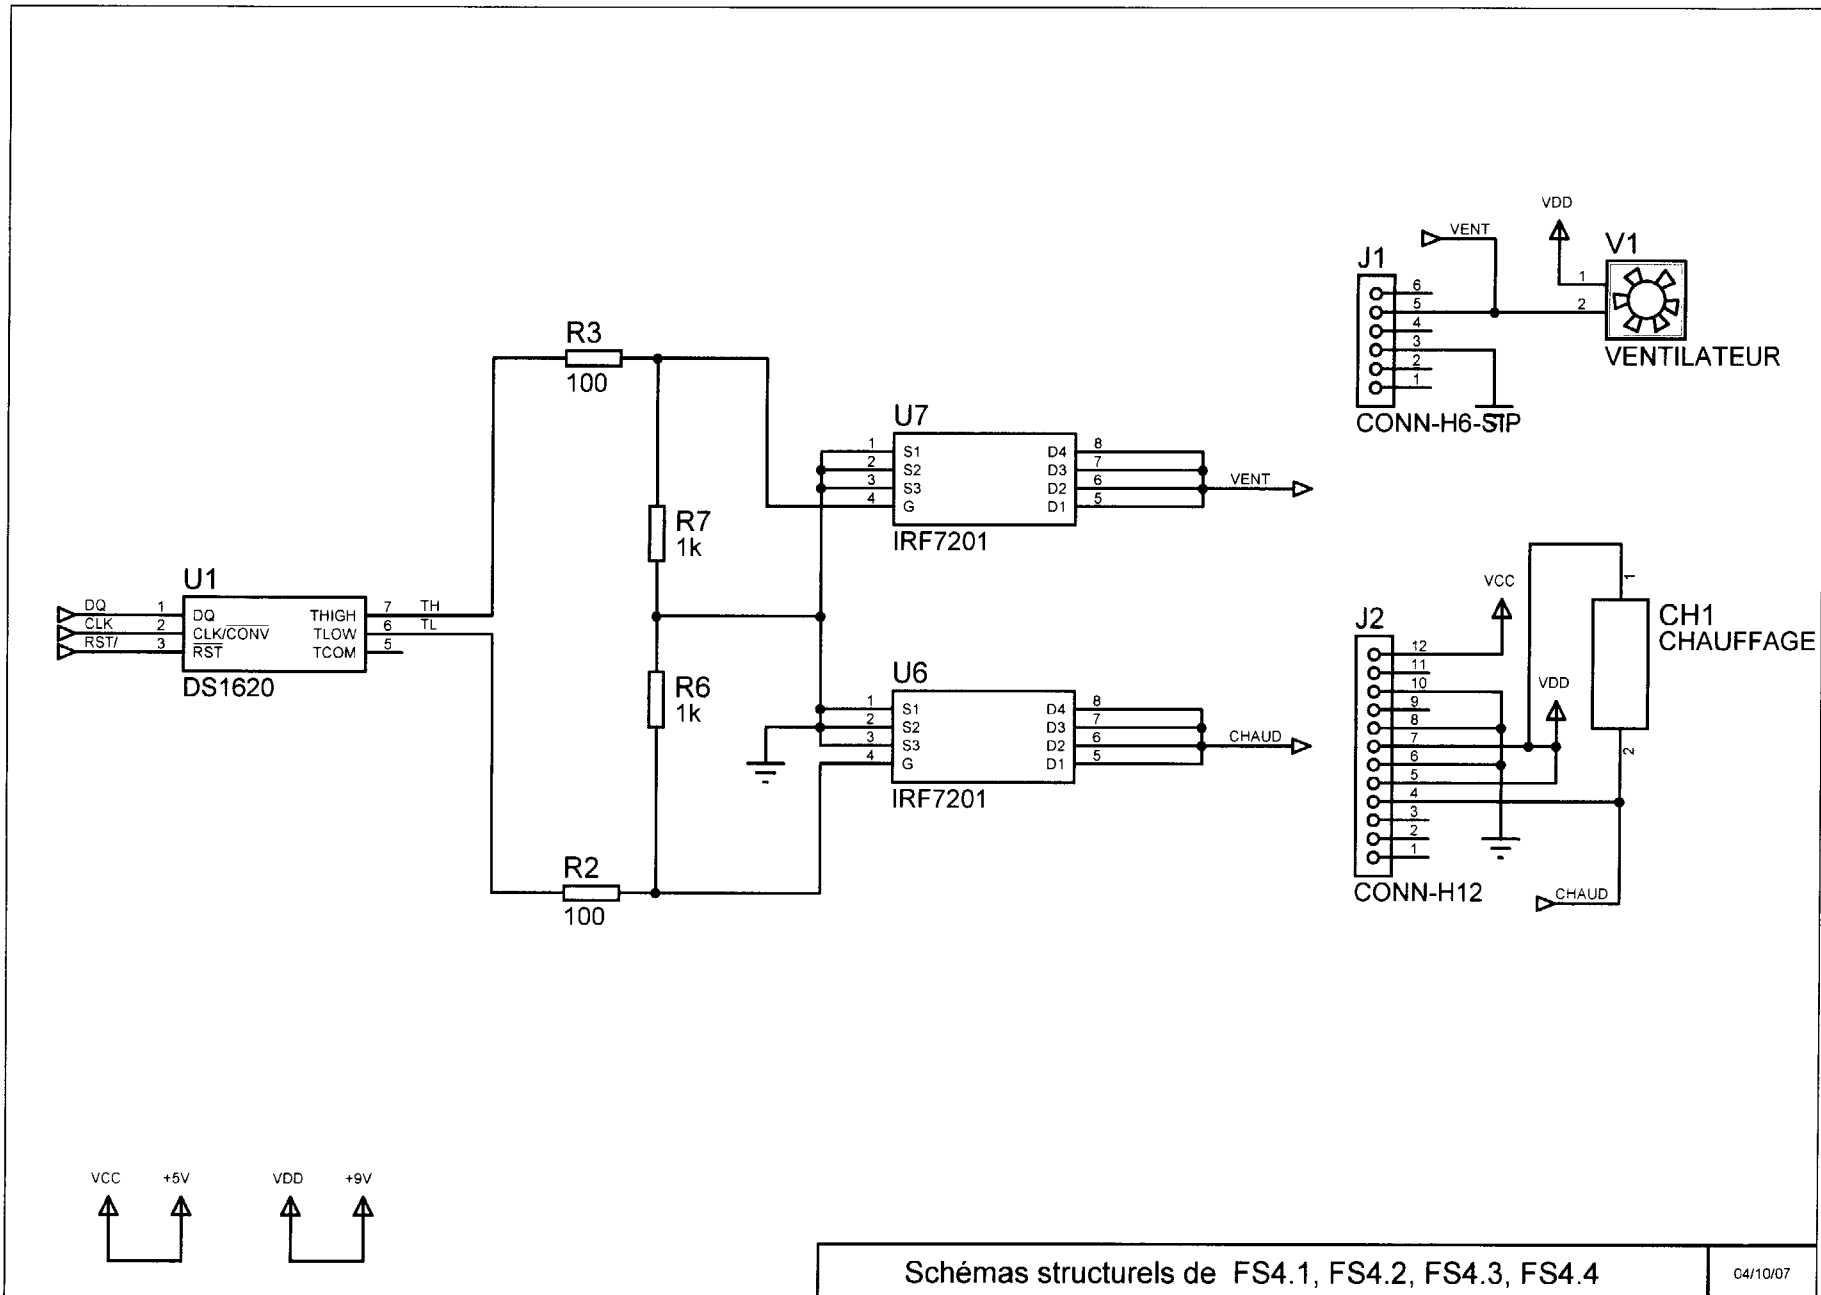 VDD
VENT
V1
J1
1
2
6
5
4
3
2
1
VENTILATEUR
CONN-H6-SIP
R3
100
U7
1 S1 D4 8
2 S2 D3 7
3 S3 D2 6
4 G D1 5
VENT
IRF7201
R7
1k
U1
DQ 1 DQ THIGH 7 TH
CLK 2 CLK/CONV TLOW 6 TL
RST/ 3 RST TCOM 5
DS1620
R6
1k
U6
1 S1 D4 8
2 S2 D3 7
3 S3 D2 6
4 G D1 5
CHAUD
IRF7201
R2
100
VCC
1
J2
CH1
CHAUFFAGE
12
11
10
9
8
7
6
5
4
3
2
1
VDD
2
CONN-H12
CHAUD
VCC +5V VDD +9V
Schémas structurels de FS4.1, FS4.2, FS4.3, FS4.4
04/10/07